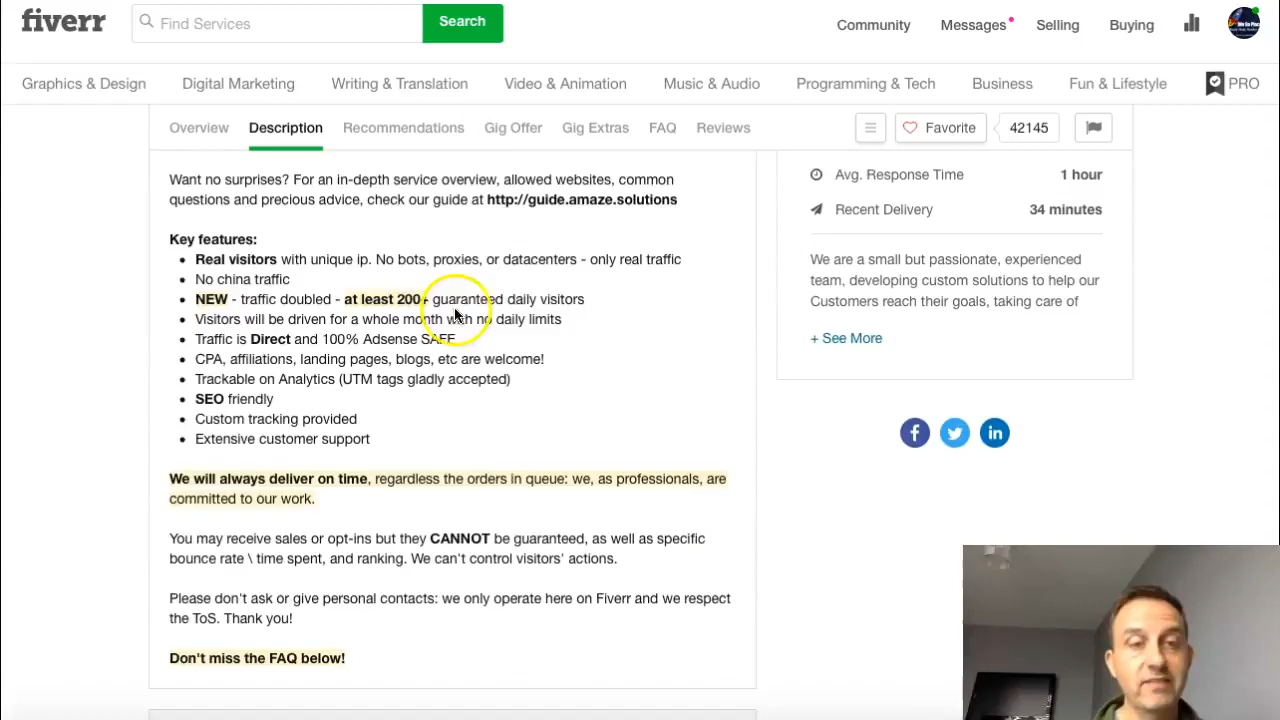 fiverr
Find Services
Search
Community
Messages
Selling
Buying
Graphics & Design
Digital Marketing
Writing & Translation
Video & Animation
Music & Audio
Programming & Tech
Business
Fun & Lifestyle
PRO
Overview
Description
Recommendations
Gig Offer
Gig Extras
FAQ
Reviews
Favorite
42145
Want no surprises? For an in-depth service overview, allowed websites, common
questions and precious advice, check our guide at http://guide.amaze.solutions
Key features:
Real visitors with unique ip. No bots, proxies, or datacenters - only real traffic
No china traffic
NEW - traffic doubled - at least 200+ guaranteed daily visitors
Visitors will be driven for a whole month with no daily limits
Traffic is Direct and 100% Adsense SAFE
CPA, affiliations, landing pages, blogs, etc are welcome!
Trackable on Analytics (UTM tags gladly accepted)
SEO friendly
Custom tracking provided
Extensive customer support
We will always deliver on time, regardless the orders in queue: we, as professionals, are
committed to our work.
You may receive sales or opt-ins but they CANNOT be guaranteed, as well as specific
bounce rate \ time spent, and ranking. We can't control visitors' actions.
Please don't ask or give personal contacts: we only operate here on Fiverr and we respect
the ToS. Thank you!
Don't miss the FAQ below!
Avg. Response Time 1 hour
Recent Delivery 34 minutes
We are a small but passionate, experienced
team, developing custom solutions to help our
Customers reach their goals, taking care of
+ See More
f
in